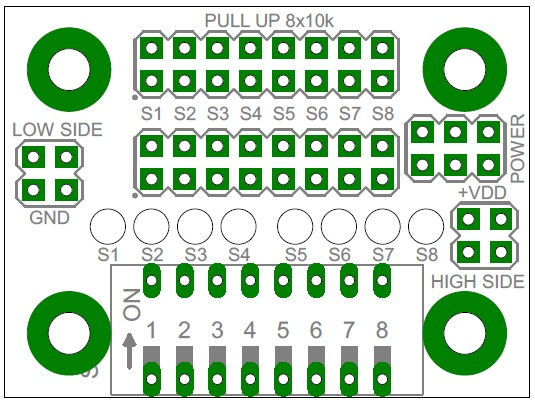 PULL UP 8x10k
S1 S2 S3 S4 S5 S6 S7 S8
LOW SIDE
POWER
GND
+VDD
S1 S2 S3 S4 S5 S6 S7 S8
HIGH SIDE
ON
1 2 3 4 5 6 7 8